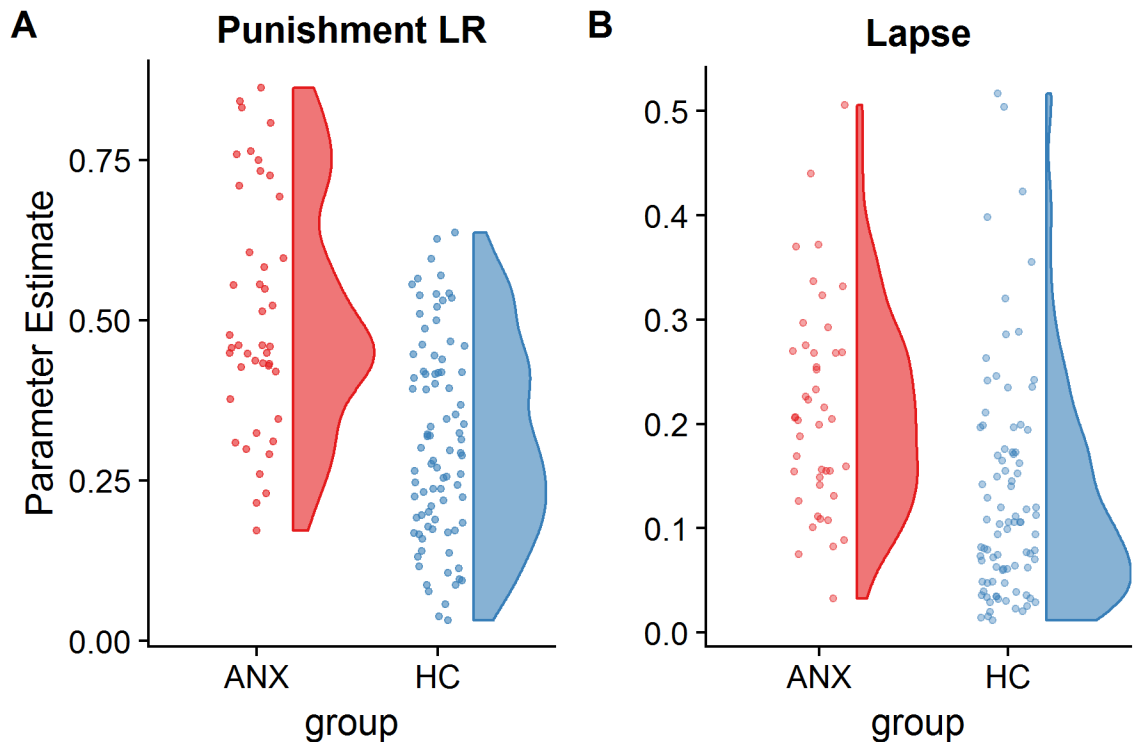 A
Punishment LR
Parameter Estimate
0.75
0.50
0.25
0.00
ANX HC
group
B
Lapse
0.5
0.4
0.3
0.2
0.1
0.0
ANX HC
group